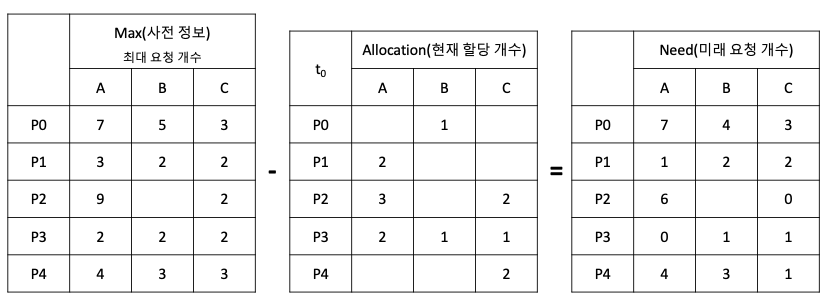 Max(사전 정보)
최대 요청 개수
A B C
P0 7 5 3
P1 3 2 2
P2 9 2
P3 2 2 2
P4 4 3 3
-
t₀ Allocation(현재 할당 개수)
A B C
P0 1
P1 2
P2 3 2
P3 2 1 1
P4 2
=
Need(미래 요청 개수)
A B C
P0 7 4 3
P1 1 2 2
P2 6 0
P3 0 1 1
P4 4 3 1